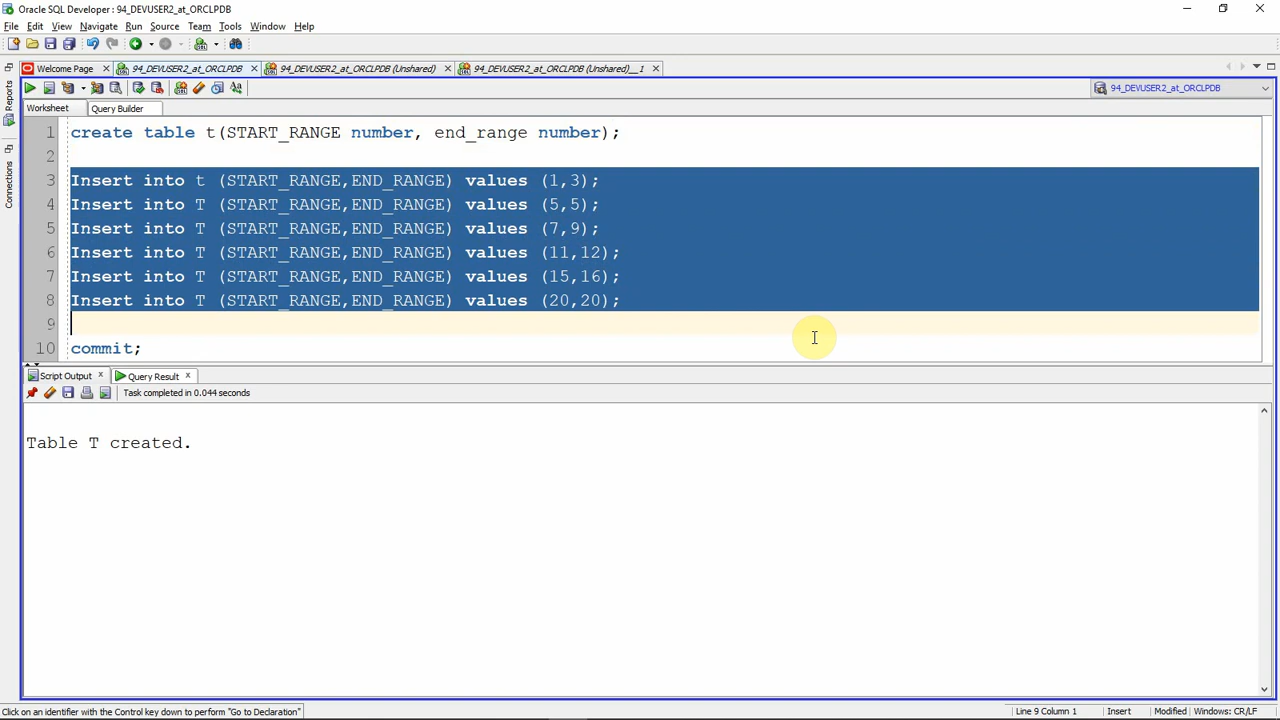 Oracle SQL Developer: 94_DEVUSER2_at_ORCLPDB
File Edit View Navigate Run Source Team Tools Window Help
Welcome Page 94_DEVUSER2_at_ORCLPDB 94_DEVUSER2_at_ORCLPDB (Unshared) 94_DEVUSER2_at_ORCLPDB (Unshared)__1
94_DEVUSER2_at_ORCLPDB
Reports
Connections
Worksheet Query Builder
1 create table t(START_RANGE number, end_range number);
2
3 Insert into t (START_RANGE,END_RANGE) values (1,3);
4 Insert into T (START_RANGE,END_RANGE) values (5,5);
5 Insert into T (START_RANGE,END_RANGE) values (7,9);
6 Insert into T (START_RANGE,END_RANGE) values (11,12);
7 Insert into T (START_RANGE,END_RANGE) values (15,16);
8 Insert into T (START_RANGE,END_RANGE) values (20,20);
9
10 commit;
Script Output Query Result
Task completed in 0.044 seconds
Table T created.
Click on an identifier with the Control key down to perform "Go to Declaration" Line 9 Column 1 Insert Modified Windows: CR/LF